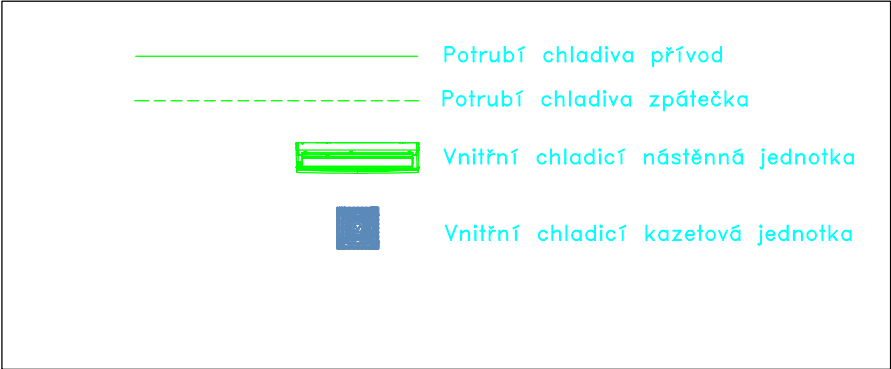 Potrubí chladiva přívod
Potrubí chladiva zpátečka
Vnitřní chladicí nástěnná jednotka
Vnitřní chladicí kazetová jednotka